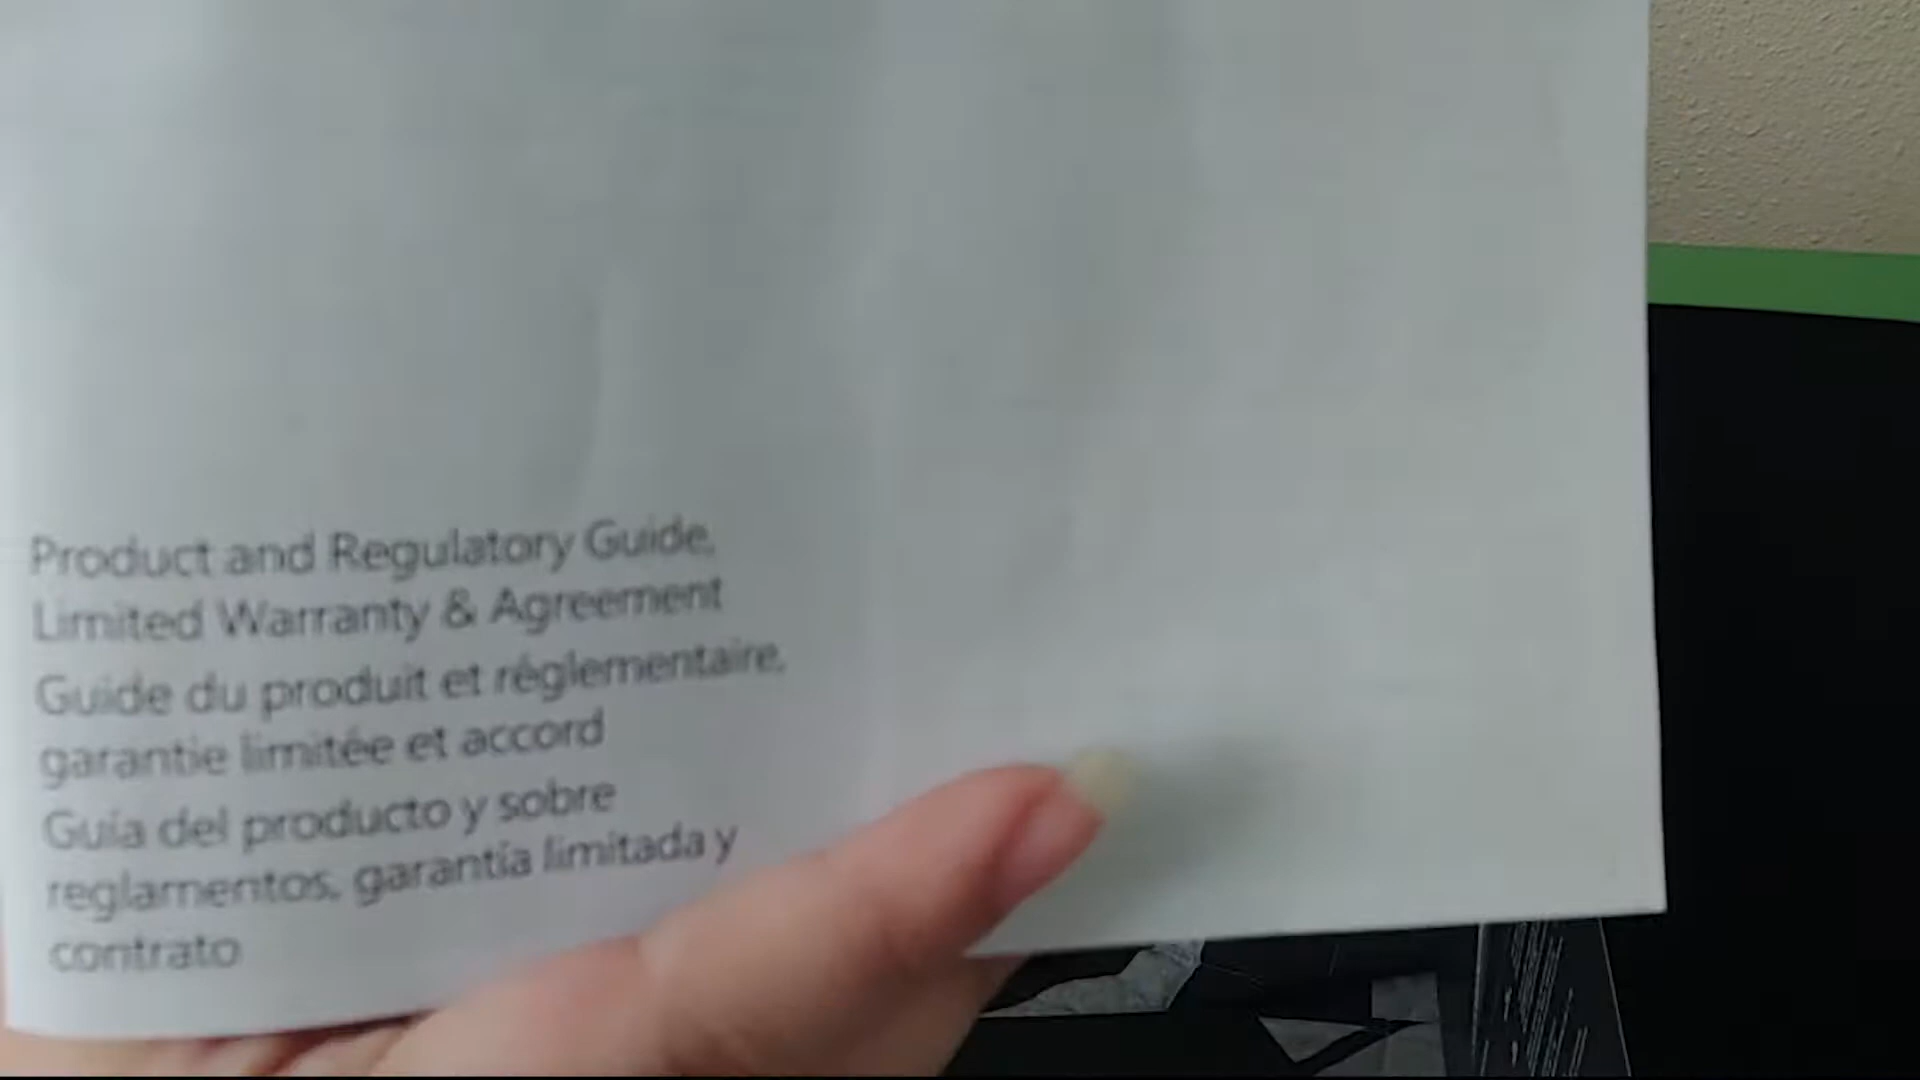 Product and Regulatory Guide,
Limited Warranty & Agreement
Guide du produit et réglementaire,
garantie limitée et accord
Guía del producto y sobre
reglamentos, garantía limitada y
contrato